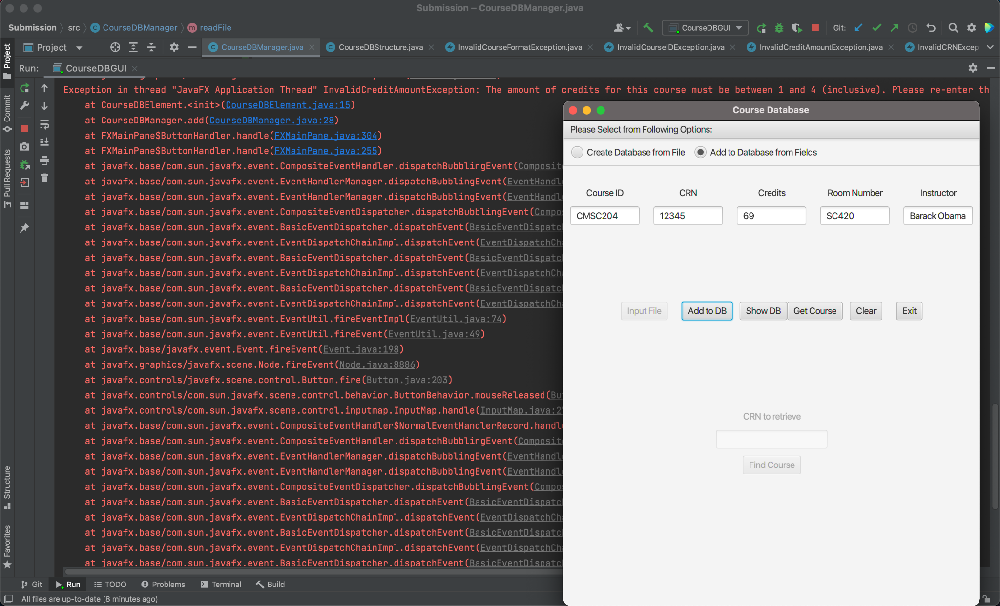 Submission – CourseDBManager.java
Submission src CourseDBManager readFile
CourseDBGUI Git:
Project CourseDBManager.java CourseDBStructure.java InvalidCourseFormatException.java InvalidCourseIDException.java InvalidCreditAmountException.java InvalidCRNExcep
Run: CourseDBGUI
Project
Commit
Pull Requests
Structure
Favorites
Exception in thread "JavaFX Application Thread" InvalidCreditAmountException: The amount of credits for this course must be between 1 and 4 (inclusive). Please re-enter th
at CourseDBElement.<init>(CourseDBElement.java:15)
at CourseDBManager.add(CourseDBManager.java:28)
at FXMainPane$ButtonHandler.handle(FXMainPane.java:304)
at FXMainPane$ButtonHandler.handle(FXMainPane.java:255)
at javafx.base/com.sun.javafx.event.CompositeEventHandler.dispatchBubblingEvent(Composit
at javafx.base/com.sun.javafx.event.EventHandlerManager.dispatchBubblingEvent(EventHandl
at javafx.base/com.sun.javafx.event.EventHandlerManager.dispatchBubblingEvent(EventHandl
at javafx.base/com.sun.javafx.event.CompositeEventDispatcher.dispatchBubblingEvent(Compo
at javafx.base/com.sun.javafx.event.BasicEventDispatcher.dispatchEvent(BasicEventDispatc
at javafx.base/com.sun.javafx.event.EventDispatchChainImpl.dispatchEvent(EventDispatchCh
at javafx.base/com.sun.javafx.event.BasicEventDispatcher.dispatchEvent(BasicEventDispatc
at javafx.base/com.sun.javafx.event.EventDispatchChainImpl.dispatchEvent(EventDispatchCh
at javafx.base/com.sun.javafx.event.BasicEventDispatcher.dispatchEvent(BasicEventDispatc
at javafx.base/com.sun.javafx.event.EventDispatchChainImpl.dispatchEvent(EventDispatchCh
at javafx.base/com.sun.javafx.event.EventUtil.fireEventImpl(EventUtil.java:74)
at javafx.base/com.sun.javafx.event.EventUtil.fireEvent(EventUtil.java:49)
at javafx.base/javafx.event.Event.fireEvent(Event.java:198)
at javafx.graphics/javafx.scene.Node.fireEvent(Node.java:8886)
at javafx.controls/javafx.scene.control.Button.fire(Button.java:203)
at javafx.controls/com.sun.javafx.scene.control.behavior.ButtonBehavior.mouseReleased(Bu
at javafx.controls/com.sun.javafx.scene.control.inputmap.InputMap.handle(InputMap.java:2
at javafx.base/com.sun.javafx.event.CompositeEventHandler$NormalEventHandlerRecord.handl
at javafx.base/com.sun.javafx.event.CompositeEventHandler.dispatchBubblingEvent(Composit
at javafx.base/com.sun.javafx.event.EventHandlerManager.dispatchBubblingEvent(EventHandl
at javafx.base/com.sun.javafx.event.EventHandlerManager.dispatchBubblingEvent(EventHandl
at javafx.base/com.sun.javafx.event.CompositeEventDispatcher.dispatchBubblingEvent(Compo
at javafx.base/com.sun.javafx.event.BasicEventDispatcher.dispatchEvent(BasicEventDispatc
at javafx.base/com.sun.javafx.event.EventDispatchChainImpl.dispatchEvent(EventDispatchCh
at javafx.base/com.sun.javafx.event.BasicEventDispatcher.dispatchEvent(BasicEventDispatc
at javafx.base/com.sun.javafx.event.EventDispatchChainImpl.dispatchEvent(EventDispatchCh
at javafx.base/com.sun.javafx.event.BasicEventDispatcher.dispatchEvent(BasicEventDispatc
Course Database
Please Select from Following Options:
Create Database from File Add to Database from Fields
Course ID CRN Credits Room Number Instructor
CMSC204 12345 69 SC420 Barack Obama
Input File Add to DB Show DB Get Course Clear Exit
CRN to retrieve
Find Course
Git Run TODO Problems Terminal Build
All files are up-to-date (8 minutes ago)